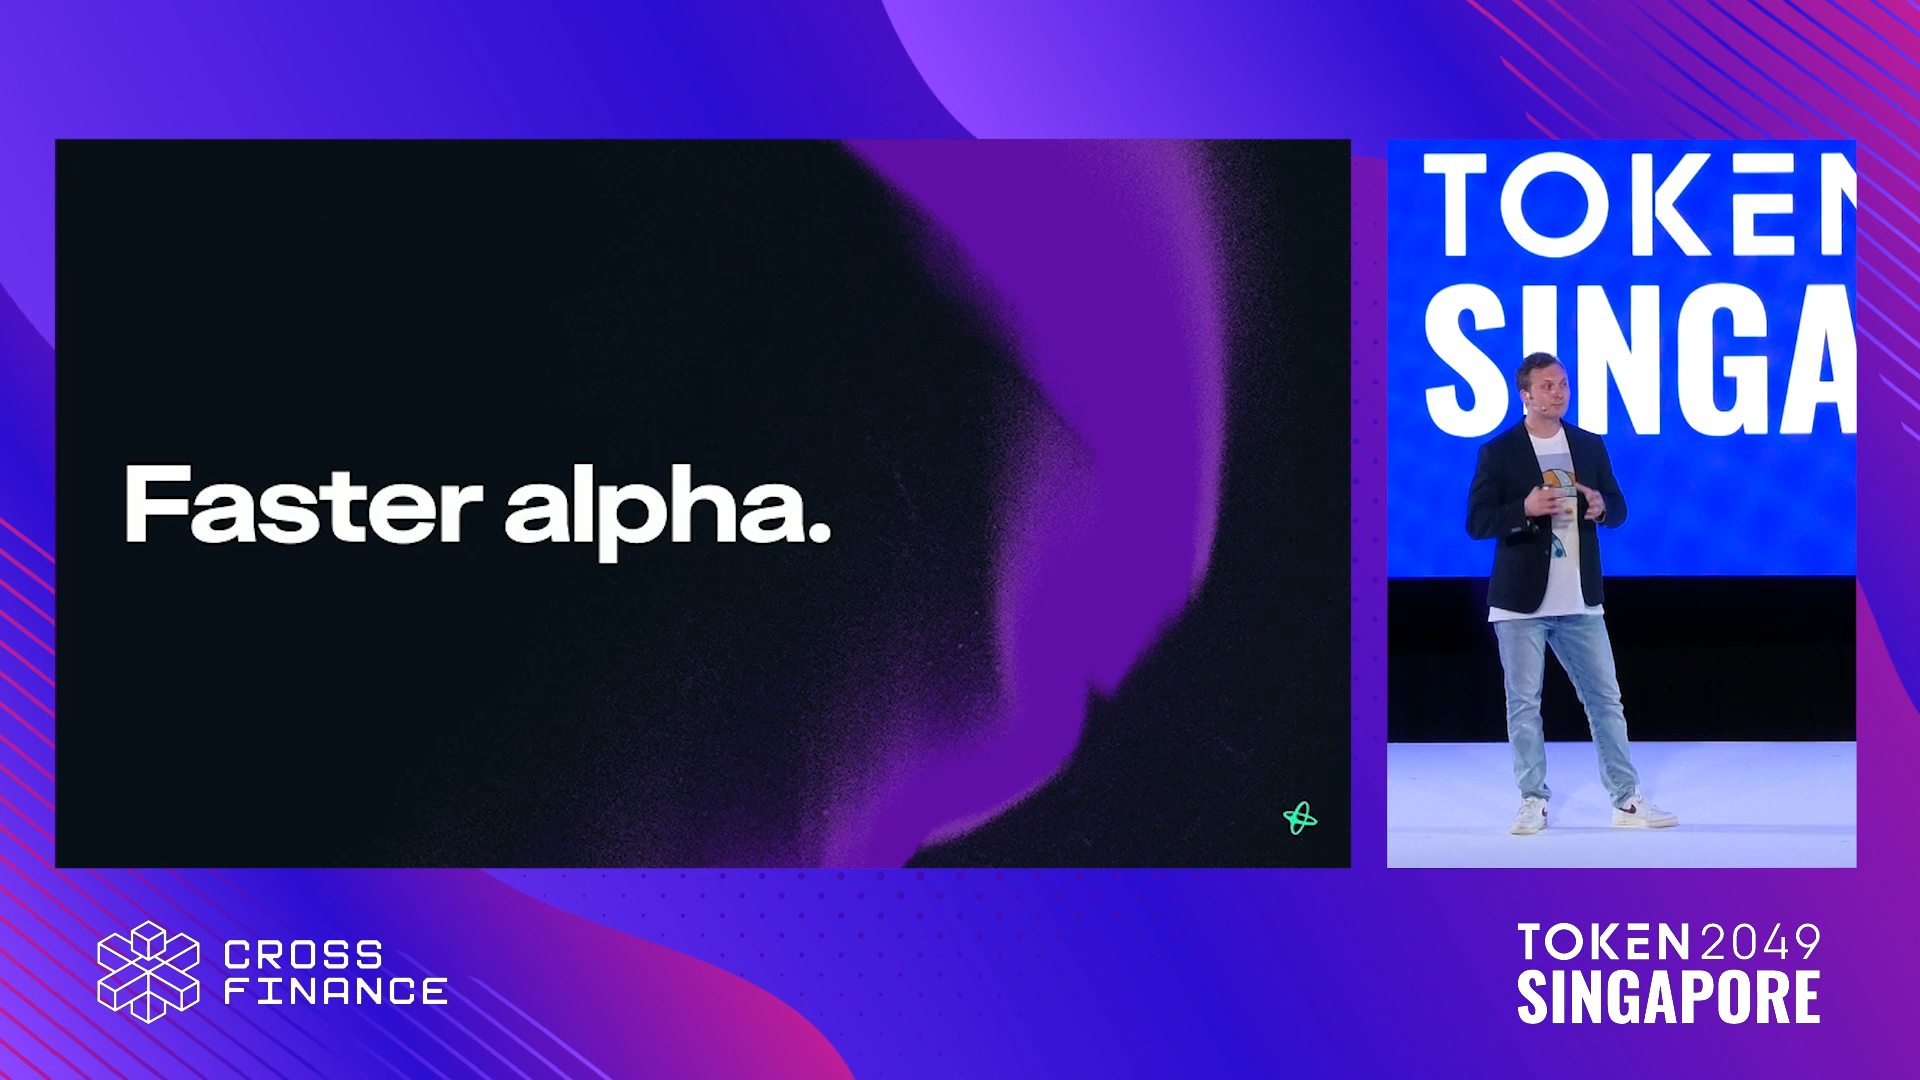 Faster alpha.
TOKEN
SINGA
CROSS
FINANCE
TOKEN2049
SINGAPORE